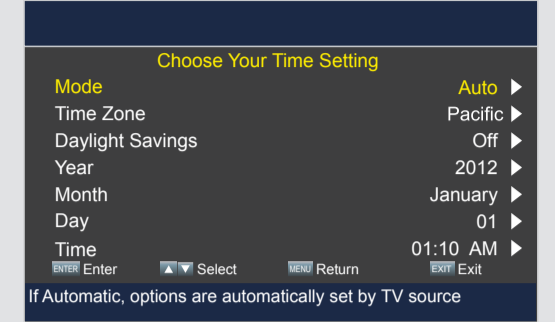 Choose Your Time Setting
Mode Auto
Time Zone Pacific
Daylight Savings Off
Year 2012
Month January
Day 01
Time 01:10 AM
ENTER Enter ▲ ▼ Select MENU Return EXIT Exit
If Automatic, options are automatically set by TV source